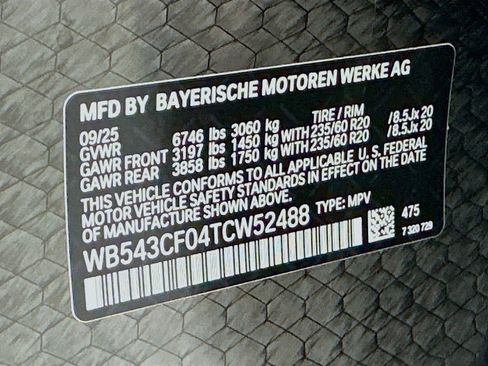 MFD BY BAYERISCHE MOTOREN WERKE AG
09/25 TIRE / RIM
GVWR 6746 lbs 3060 kg
GAWR FRONT 3197 lbs 1450 kg WITH 235/60 R20 /8.5Jx 20
GAWR REAR 3858 lbs 1750 kg WITH 235/60 R20 /8.5Jx 20
THIS VEHICLE CONFORMS TO ALL APPLICABLE U. S. FEDERAL
MOTOR VEHICLE SAFETY STANDARDS IN EFFECT ON THE DATE
OF MANUFACTURE SHOWN ABOVE.
WB543CF04TCW52488 TYPE: MPV
475
7 320 729